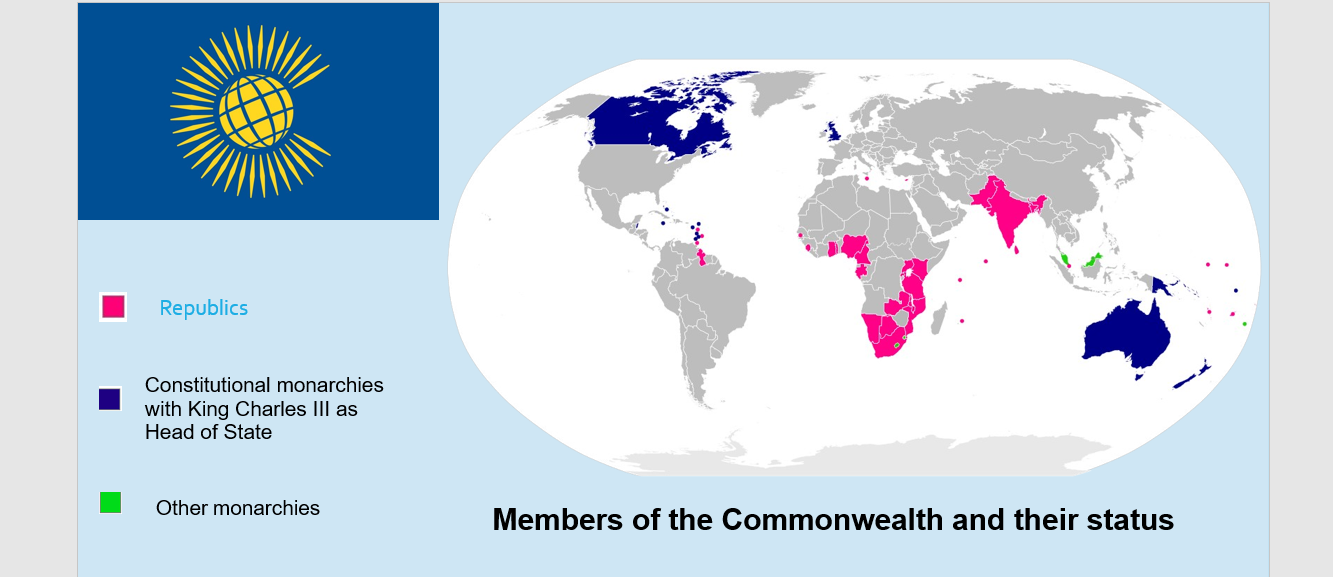 Republics
Constitutional monarchies
with King Charles III as
Head of State
Other monarchies
Members of the Commonwealth and their status